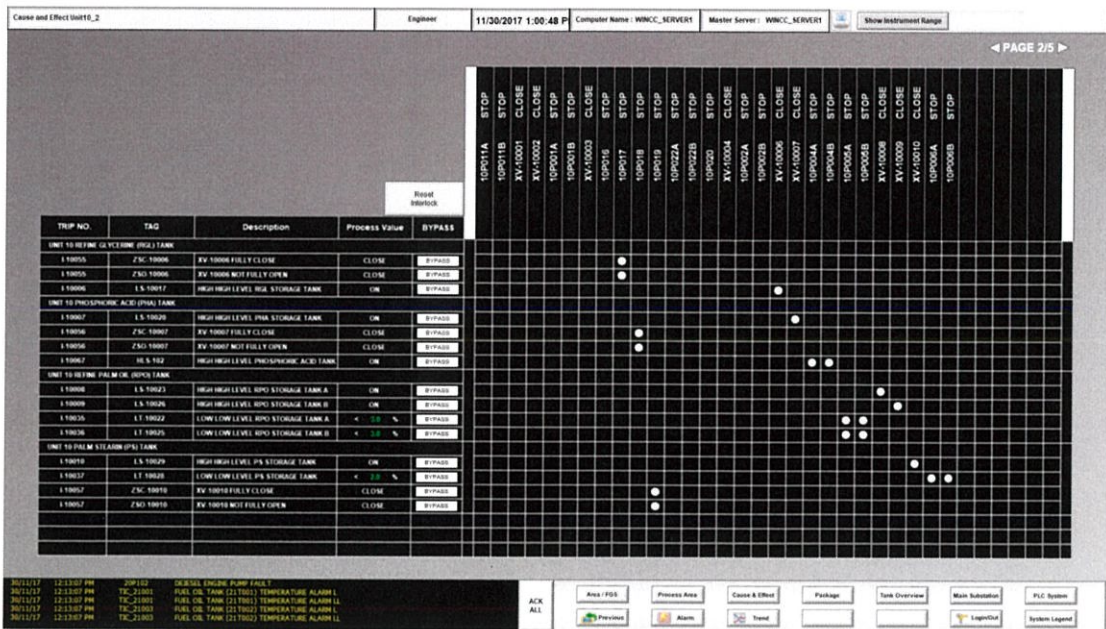 Cause and Effect Unit10_2 Engineer 11/30/2017 1:00:48 P Computer Name : WINCC_SERVER1 Master Server : WINCC_SERVER1 Show Instrument Range
◄ PAGE 2/5 ►
10P011A STOP
10P011B STOP
XV-10001 CLOSE
XV-10002 CLOSE
10P001A STOP
10P001B STOP
XV-10003 CLOSE
10P016 STOP
10P017 STOP
10P018 STOP
10P019 STOP
10P022A STOP
10P022B STOP
10P020 STOP
XV-10004 CLOSE
10P002A STOP
10P002B STOP
XV-10006 CLOSE
XV-10007 CLOSE
10P004A STOP
10P004B STOP
10P005A STOP
10P005B STOP
XV-10008 CLOSE
XV-10009 CLOSE
XV-10010 CLOSE
10P006A STOP
10P006B STOP
Reset
Interlock
TRIP NO. TAG Description Process Value BYPASS
UNIT 10 REFINE GLYCERINE (RGL) TANK
I-10055 ZSC-10006 XV-10006 FULLY CLOSE CLOSE BYPASS
I-10055 ZSO-10006 XV-10006 NOT FULLY OPEN CLOSE BYPASS
I-10006 LS-10017 HIGH HIGH LEVEL RGL STORAGE TANK ON BYPASS
UNIT 10 PHOSPHORIC ACID (PHA) TANK
I-10007 LS-10020 HIGH HIGH LEVEL PHA STORAGE TANK ON BYPASS
I-10056 ZSC-10007 XV-10007 FULLY CLOSE CLOSE BYPASS
I-10056 ZSO-10007 XV-10007 NOT FULLY OPEN CLOSE BYPASS
I-10067 HLS-102 HIGH HIGH LEVEL PHOSPHORIC ACID TANK ON BYPASS
UNIT 10 REFINE PALM OIL (RPO) TANK
I-10008 LS-10023 HIGH HIGH LEVEL RPO STORAGE TANK A ON BYPASS
I-10009 LS-10026 HIGH HIGH LEVEL RPO STORAGE TANK B ON BYPASS
I-10035 LT-10022 LOW LOW LEVEL RPO STORAGE TANK A < % BYPASS
I-10036 LT-10025 LOW LOW LEVEL RPO STORAGE TANK B < % BYPASS
UNIT 10 PALM STEARIN (PS) TANK
I-10010 LS-10029 HIGH HIGH LEVEL PS STORAGE TANK ON BYPASS
I-10037 LT-10028 LOW LOW LEVEL PS STORAGE TANK < % BYPASS
I-10057 ZSC-10010 XV-10010 FULLY CLOSE CLOSE BYPASS
I-10057 ZSO-10010 XV-10010 NOT FULLY OPEN CLOSE BYPASS
30/11/17 12:13:07 PM 20P102 DEIESEL ENGINE PUMP FAULT
30/11/17 12:13:07 PM TIC_21001 FUEL OIL TANK (21T001) TEMPERATURE ALARM L
30/11/17 12:13:07 PM TIC_21001 FUEL OIL TANK (21T001) TEMPERATURE ALARM LL
30/11/17 12:13:07 PM TIC_21003 FUEL OIL TANK (21T002) TEMPERATURE ALARM L
30/11/17 12:13:07 PM TIC_21003 FUEL OIL TANK (21T002) TEMPERATURE ALARM LL
ACK
ALL
Area / FGS Process Area Cause & Effect Package Tank Overview Main Substation PLC System
Previous Alarm Trend Login/Out System Legend